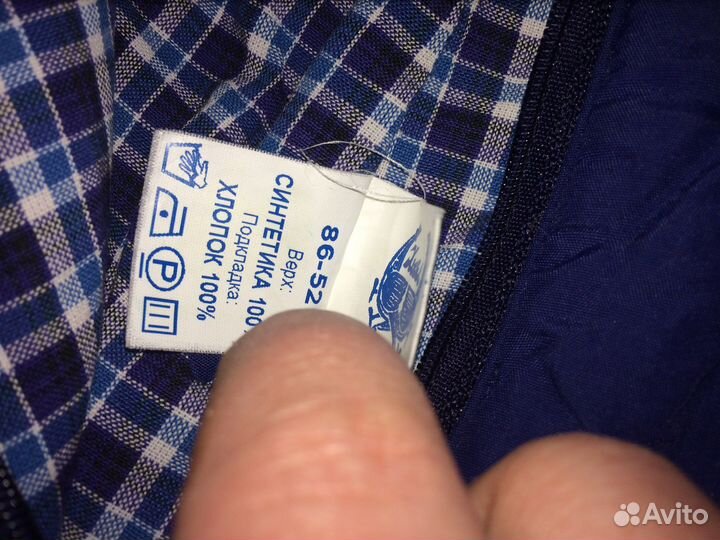 86-52
Верх:
СИНТЕТИКА 100
Подкладка:
ХЛОПОК 100%
P
Avito